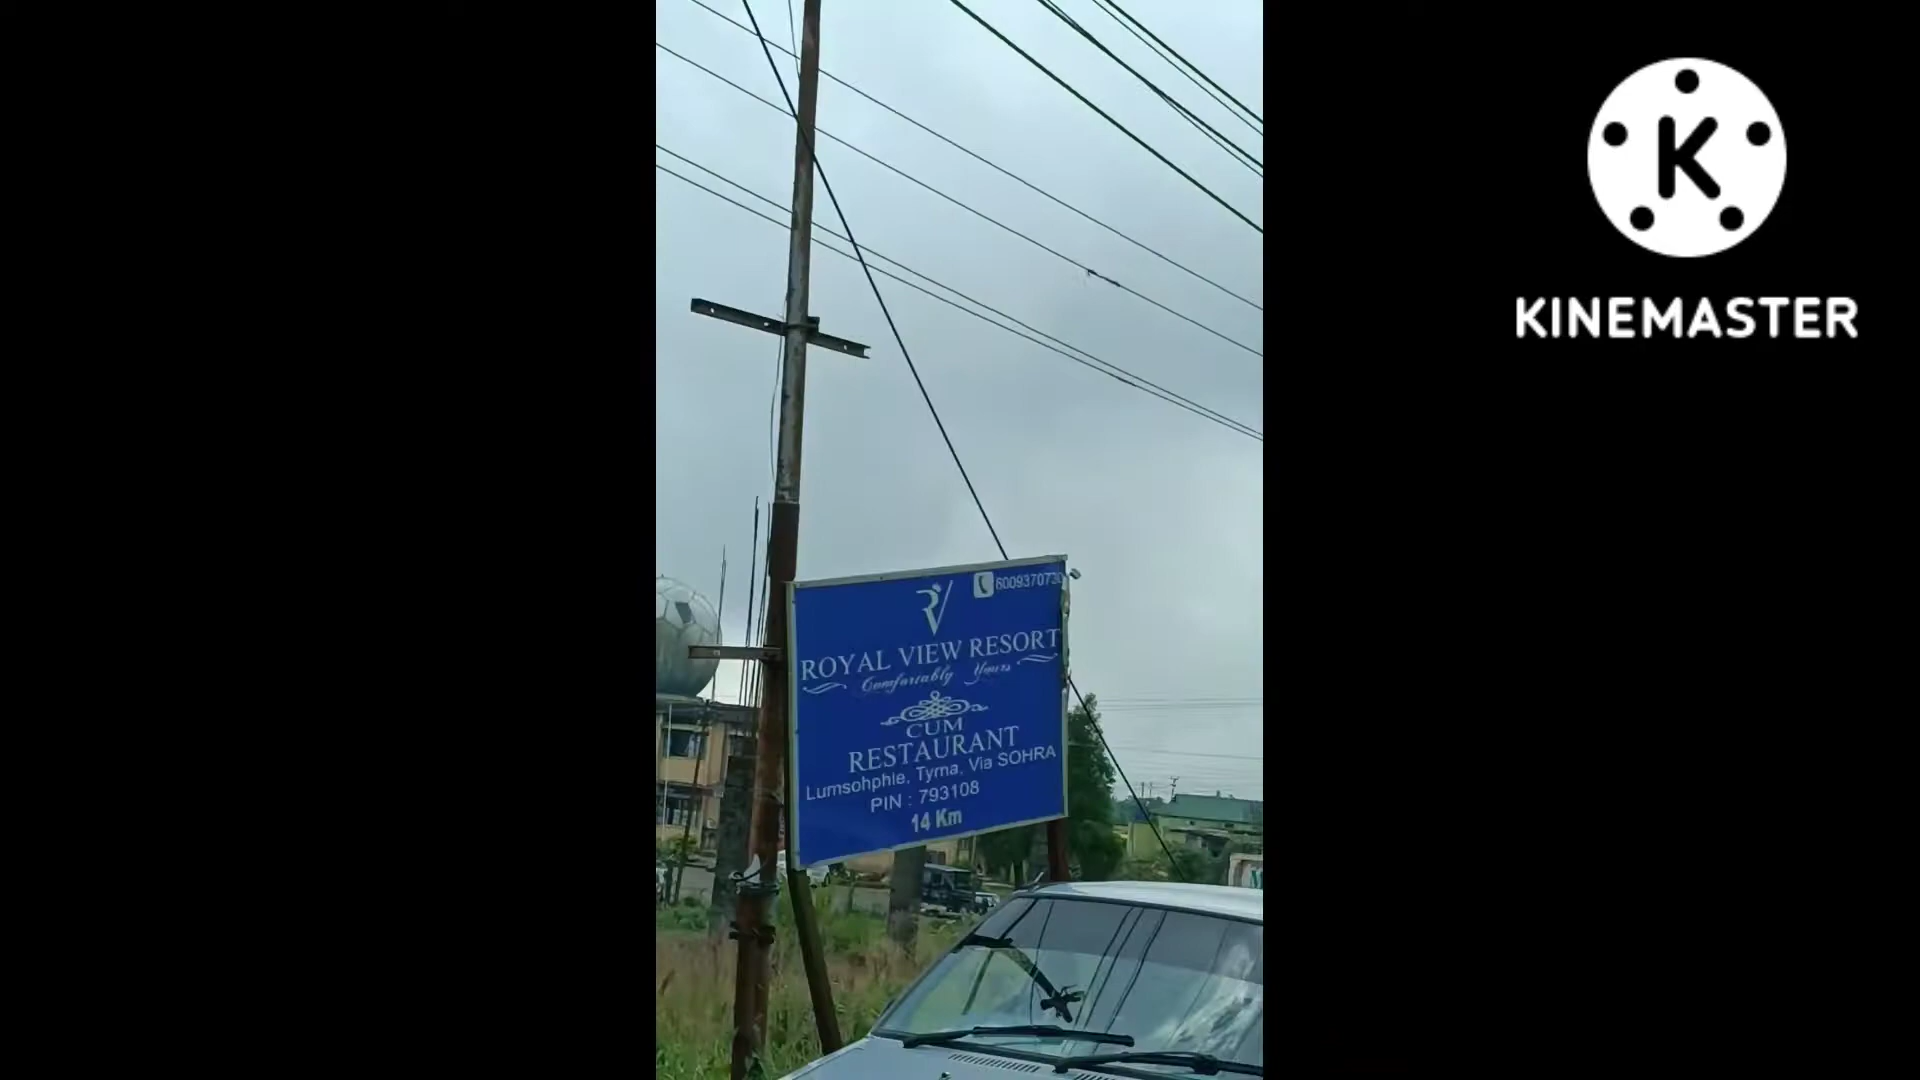 6009370730
RV
ROYAL VIEW RESORT
Comfortably Yours
CUM
RESTAURANT
Lumsohphie, Tyrna, Via SOHRA
PIN : 793108
14 Km
K
KINEMASTER